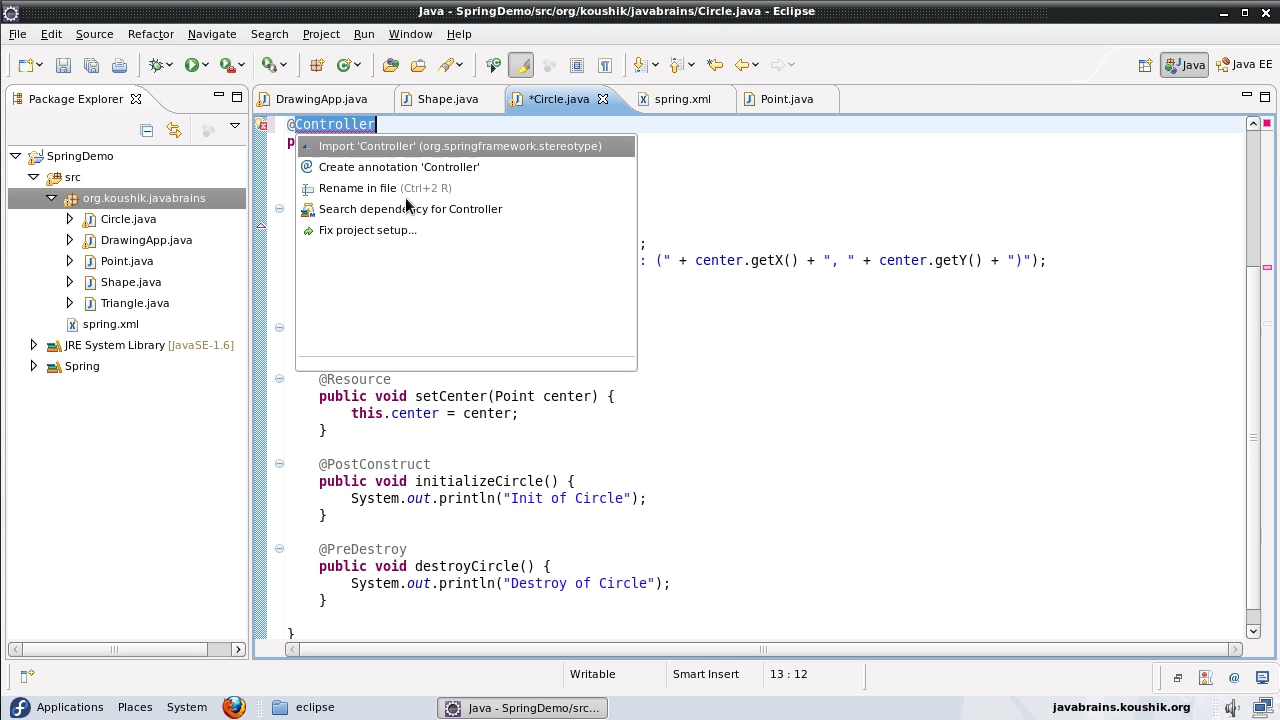 Java - SpringDemo/src/org/koushik/javabrains/Circle.java - Eclipse
File Edit Source Refactor Navigate Search Project Run Window Help
Java Java EE
Package Explorer
DrawingApp.java Shape.java *Circle.java spring.xml Point.java
SpringDemo
src
org.koushik.javabrains
Circle.java
DrawingApp.java
Point.java
Shape.java
Triangle.java
spring.xml
JRE System Library [JavaSE-1.6]
Spring
@Controller
p
Import 'Controller' (org.springframework.stereotype)
Create annotation 'Controller'
Rename in file (Ctrl+2 R)
Search dependency for Controller
Fix project setup...
;
: (" + center.getX() + ", " + center.getY() + ")");
@Resource
public void setCenter(Point center) {
this.center = center;
}
@PostConstruct
public void initializeCircle() {
System.out.println("Init of Circle");
}
@PreDestroy
public void destroyCircle() {
System.out.println("Destroy of Circle");
}
}
Writable Smart Insert 13 : 12
Applications Places System eclipse Java - SpringDemo/src... javabrains.koushik.org